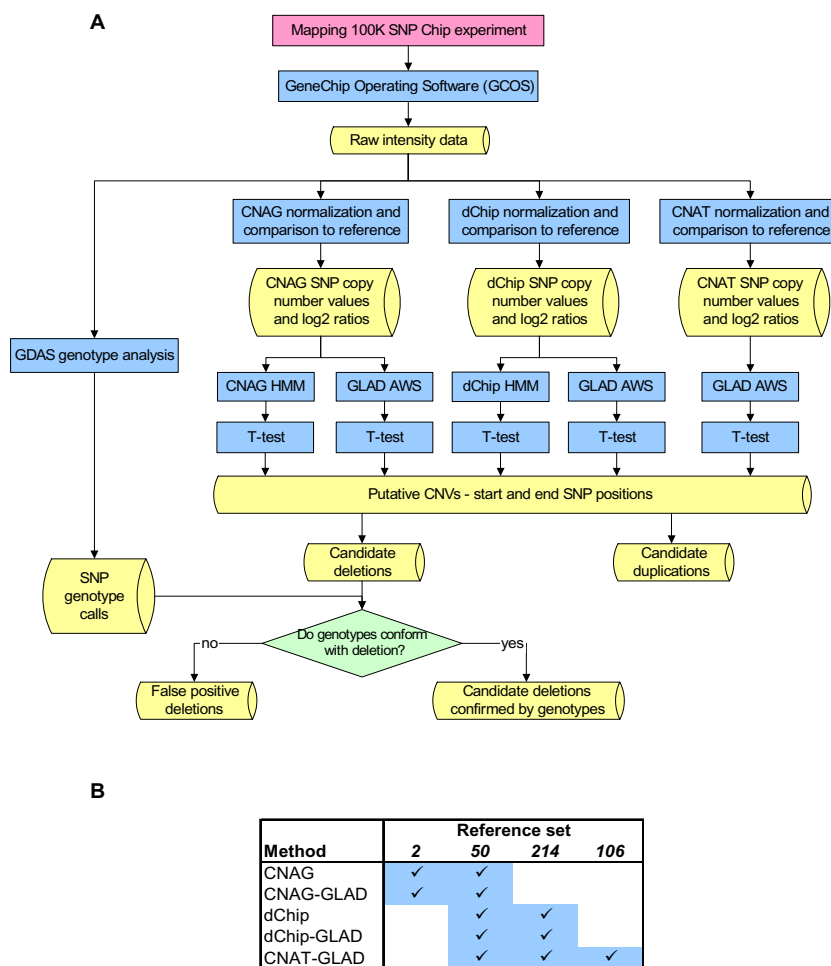 A
Mapping 100K SNP Chip experiment
GeneChip Operating Software (GCOS)
Raw intensity data
CNAG normalization and
comparison to reference
dChip normalization and
comparison to reference
CNAT normalization and
comparison to reference
CNAG SNP copy
number values
and log2 ratios
dChip SNP copy
number values
and log2 ratios
CNAT SNP copy
number values
and log2 ratios
GDAS genotype analysis
CNAG HMM
GLAD AWS
dChip HMM
GLAD AWS
GLAD AWS
T-test
T-test
T-test
T-test
T-test
Putative CNVs - start and end SNP positions
Candidate
deletions
Candidate
duplications
SNP
genotype
calls
Do genotypes conform
with deletion?
no
yes
False positive
deletions
Candidate deletions
confirmed by genotypes
B
Reference set
Method 2 50 214 106
CNAG ✓ ✓
CNAG-GLAD ✓ ✓
dChip ✓ ✓
dChip-GLAD ✓ ✓
CNAT-GLAD ✓ ✓ ✓